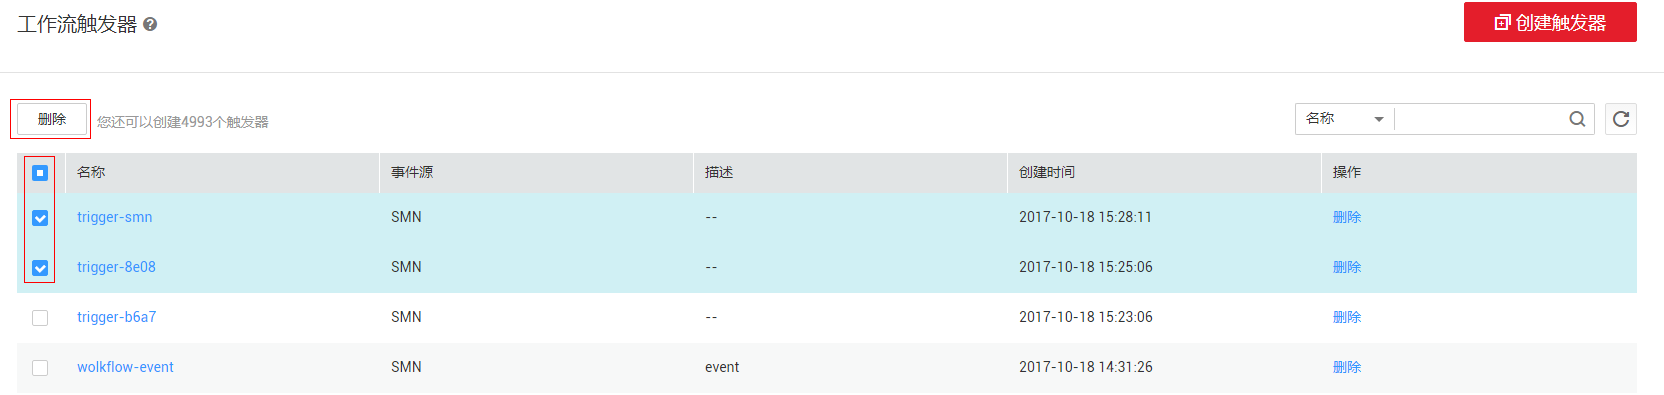 工作流触发器
创建触发器
删除 您还可以创建4993个触发器 名称
名称 事件源 描述 创建时间 操作
trigger-smn SMN -- 2017-10-18 15:28:11 删除
trigger-8e08 SMN -- 2017-10-18 15:25:06 删除
trigger-b6a7 SMN -- 2017-10-18 15:23:06 删除
wolkflow-event SMN event 2017-10-18 14:31:26 删除